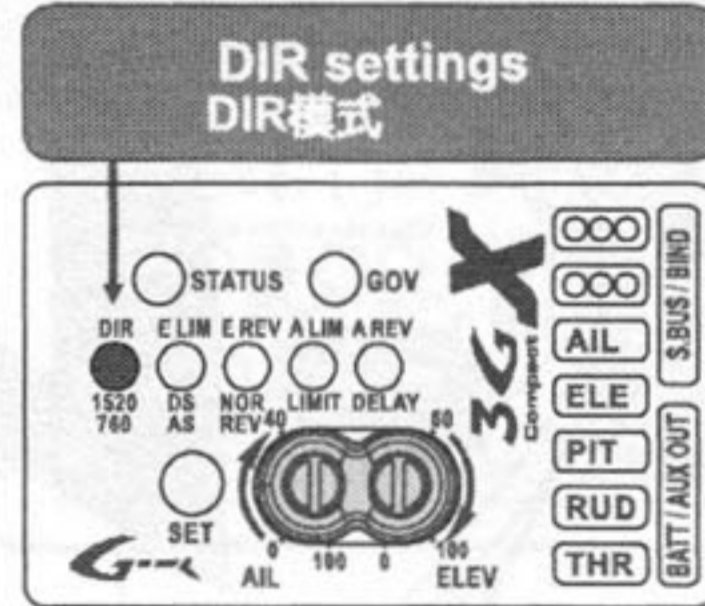 DIR settings
DIR模式
STATUS GOV
DIR E LIM E REV A LIM A REV
1520 DS NOR LIMIT DELAY
760 AS REV
40 60
SET
0 100 0 100
AIL ELEV
3GX
Compact
AIL
ELE
PIT
RUD
THR
S.BUS / BIND
BATT / AUX OUT